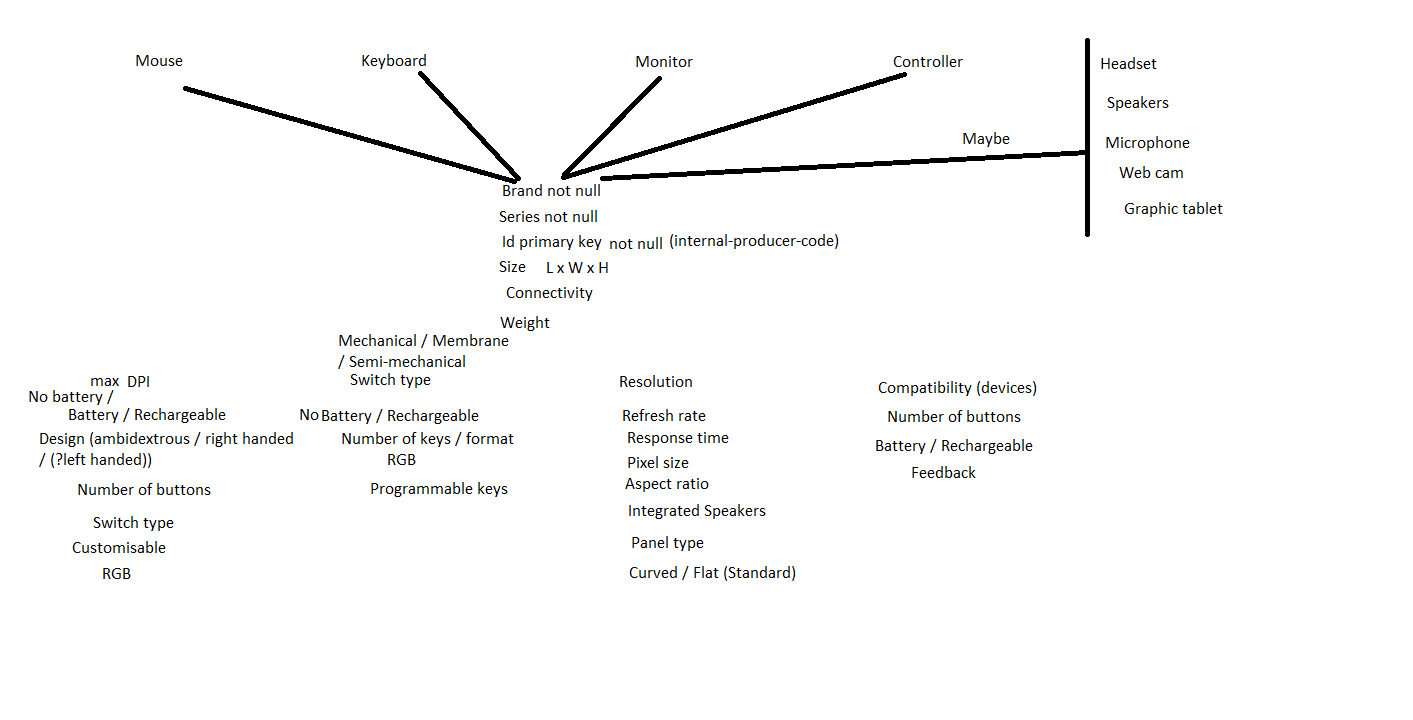 Mouse
Keyboard
Monitor
Controller
Headset
Speakers
Maybe
Microphone
Web cam
Graphic tablet
Brand not null
Series not null
Id primary key not null (internal-producer-code)
Size L x W x H
Connectivity
Weight
max DPI
No battery /
Battery / Rechargeable
Design (ambidextrous / right handed
/ (?left handed))
Number of buttons
Switch type
Customisable
RGB
Mechanical / Membrane
/ Semi-mechanical
Switch type
No Battery / Rechargeable
Number of keys / format
RGB
Programmable keys
Resolution
Refresh rate
Response time
Pixel size
Aspect ratio
Integrated Speakers
Panel type
Curved / Flat (Standard)
Compatibility (devices)
Number of buttons
Battery / Rechargeable
Feedback